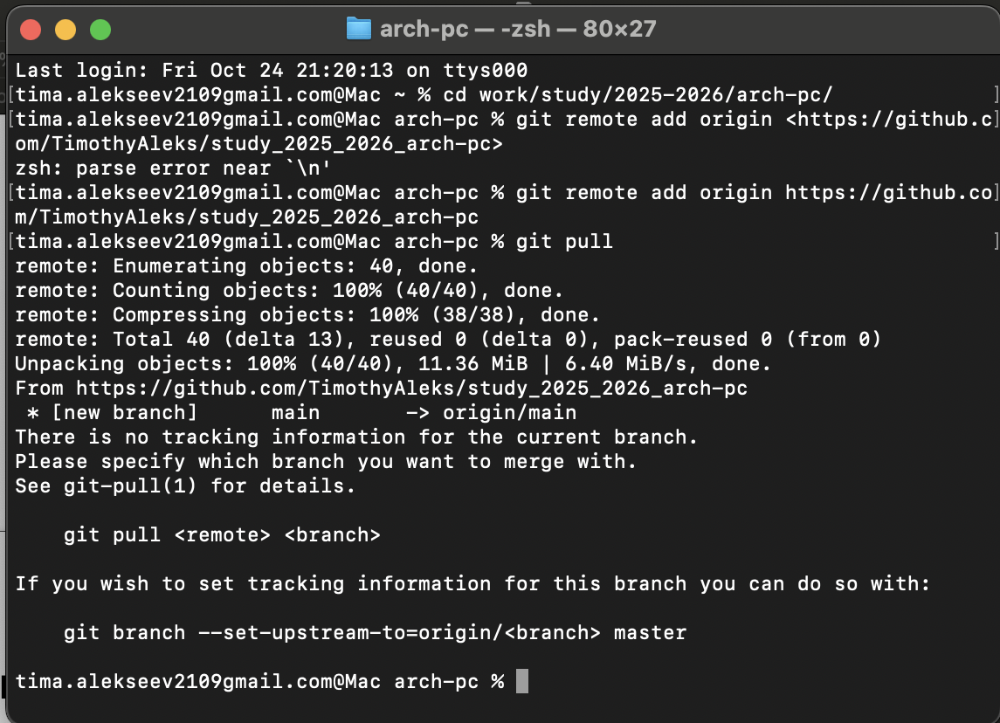 arch-pc — -zsh — 80×27
Last login: Fri Oct 24 21:20:13 on ttys000
[tima.alekseev2109gmail.com@Mac ~ % cd work/study/2025-2026/arch-pc/ ]
[tima.alekseev2109gmail.com@Mac arch-pc % git remote add origin <https://github.c]
om/TimothyAleks/study_2025_2026_arch-pc>
zsh: parse error near `\n'
[tima.alekseev2109gmail.com@Mac arch-pc % git remote add origin https://github.co]
m/TimothyAleks/study_2025_2026_arch-pc
[tima.alekseev2109gmail.com@Mac arch-pc % git pull ]
remote: Enumerating objects: 40, done.
remote: Counting objects: 100% (40/40), done.
remote: Compressing objects: 100% (38/38), done.
remote: Total 40 (delta 13), reused 0 (delta 0), pack-reused 0 (from 0)
Unpacking objects: 100% (40/40), 11.36 MiB | 6.40 MiB/s, done.
From https://github.com/TimothyAleks/study_2025_2026_arch-pc
 * [new branch]      main       -> origin/main
There is no tracking information for the current branch.
Please specify which branch you want to merge with.
See git-pull(1) for details.
    git pull <remote> <branch>
If you wish to set tracking information for this branch you can do so with:
    git branch --set-upstream-to=origin/<branch> master
tima.alekseev2109gmail.com@Mac arch-pc %